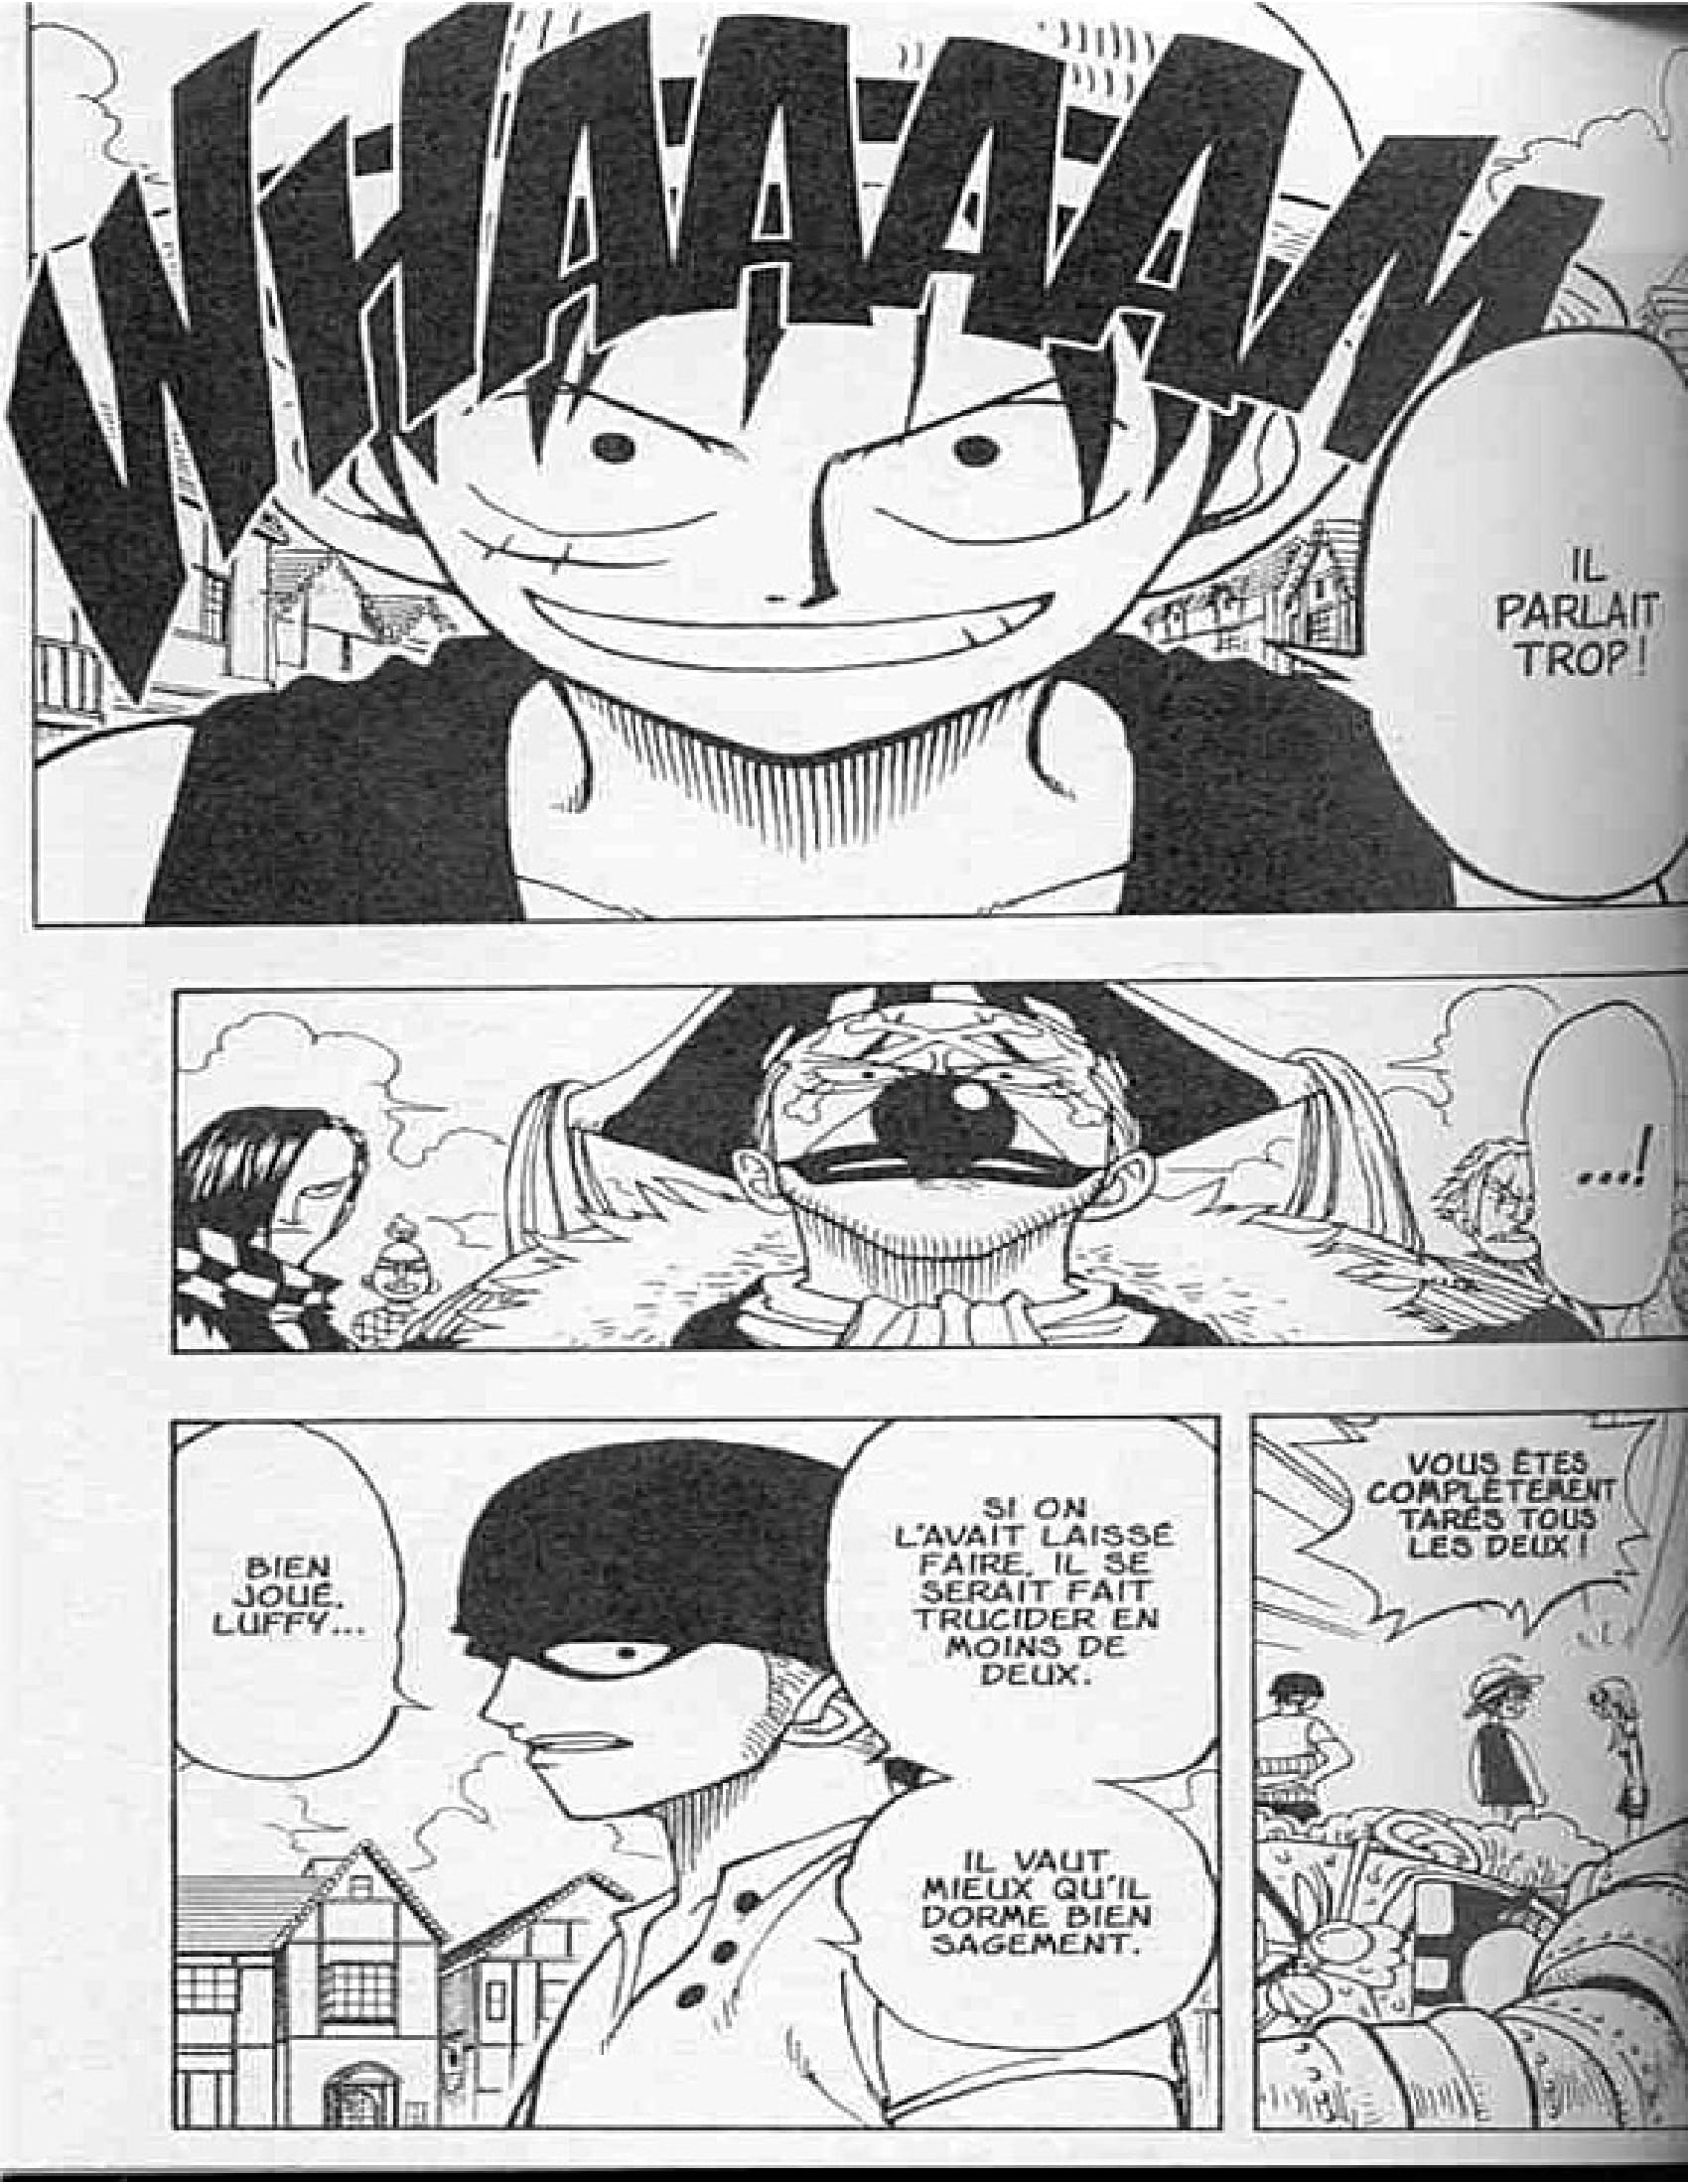 WHAAAAM
IL
PARLAIT
TROP !
...!
VOUS ÊTES
COMPLÈTEMENT
TARÉS TOUS
LES DEUX !
SI ON
L'AVAIT LAISSÉ
FAIRE, IL SE
SERAIT FAIT
TRUCIDER EN
MOINS DE
DEUX.
IL VAUT
MIEUX QU'IL
DORME BIEN
SAGEMENT.
BIEN
JOUÉ,
LUFFY...